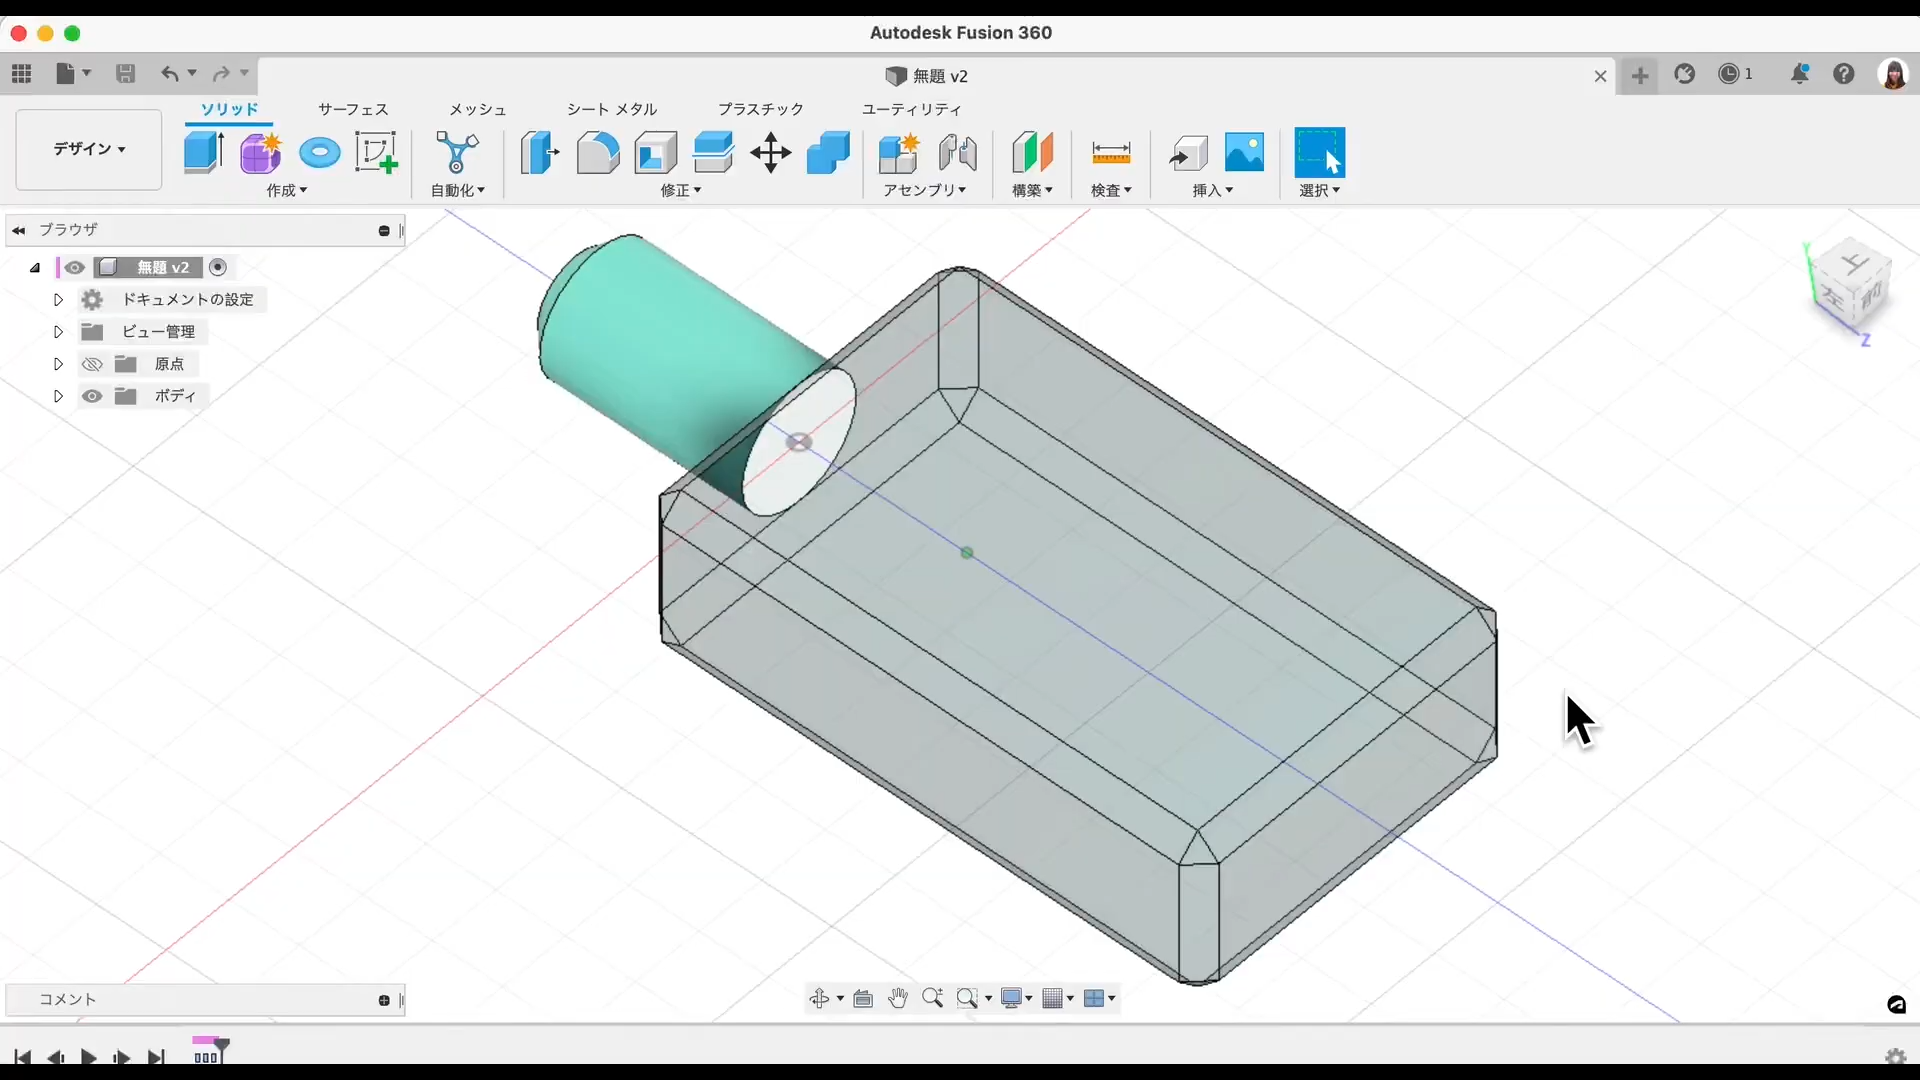 Autodesk Fusion 360
無題 v2
1
ソリッド サーフェス メッシュ シート メタル プラスチック ユーティリティ
デザイン
作成 自動化 修正 アセンブリ 構築 検査 挿入 選択
ブラウザ
無題 v2
ドキュメントの設定
ビュー管理
原点
ボディ
Y
上
左 前
Z
コメント